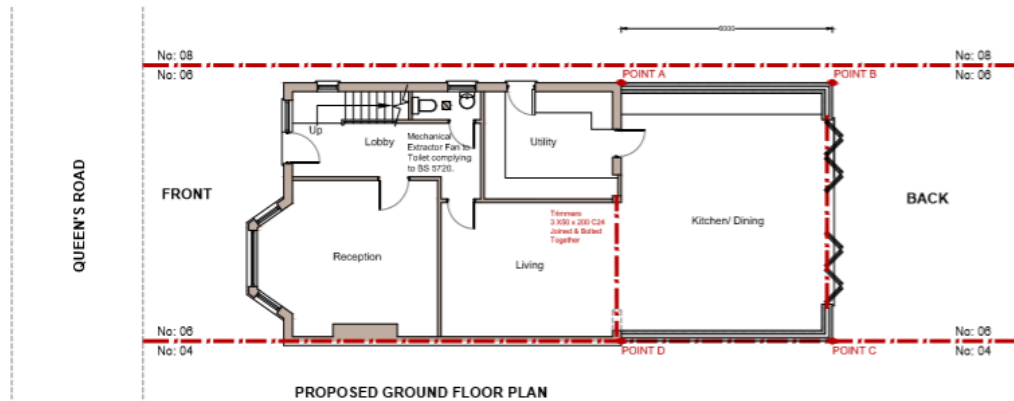 6000
No: 08
No: 08
No: 06
No: 06
POINT A
POINT B
Up
Lobby
Mechanical
Extractor Fan to
Toilet complying
to BS 5720.
Utility
QUEEN'S ROAD
FRONT
BACK
Trimmers
3 X50 x 200 C24
Joined & Bolted
Together
Kitchen/ Dining
Reception
Living
No: 06
No: 06
No: 04
No: 04
POINT D
POINT C
PROPOSED GROUND FLOOR PLAN